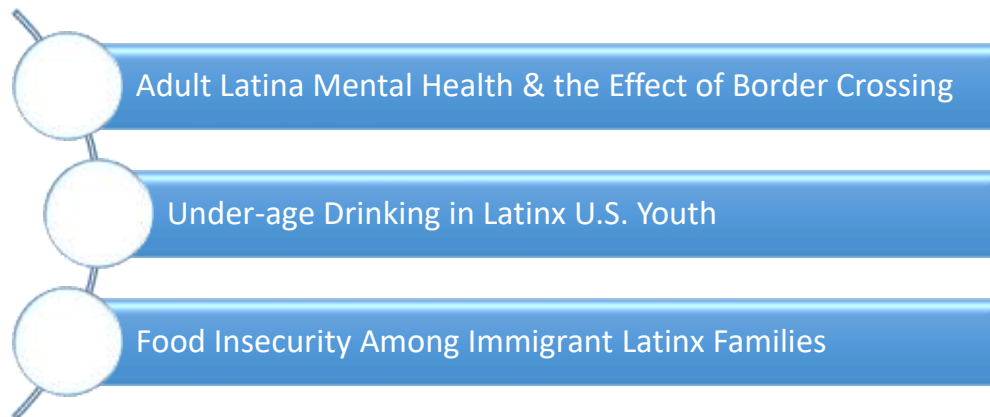 Adult Latina Mental Health & the Effect of Border Crossing
Under-age Drinking in Latinx U.S. Youth
Food Insecurity Among Immigrant Latinx Families